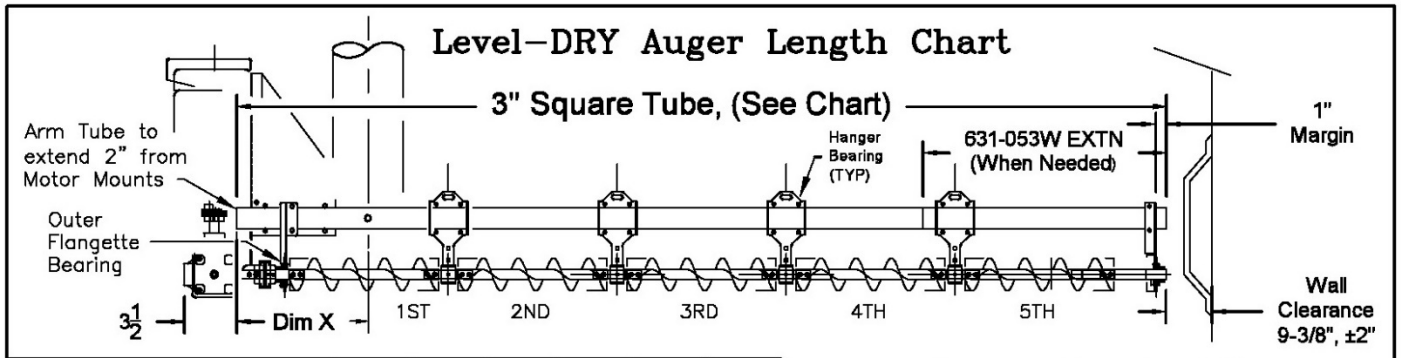 Level-DRY Auger Length Chart
3" Square Tube, (See Chart)
1"
Margin
Arm Tube to
extend 2" from
Motor Mounts
Hanger
Bearing
(TYP)
631-053W EXTN
(When Needed)
Outer
Flangette
Bearing
1ST
2ND
3RD
4TH
5TH
3 1/2
Dim X
Wall
Clearance
9-3/8", ±2"